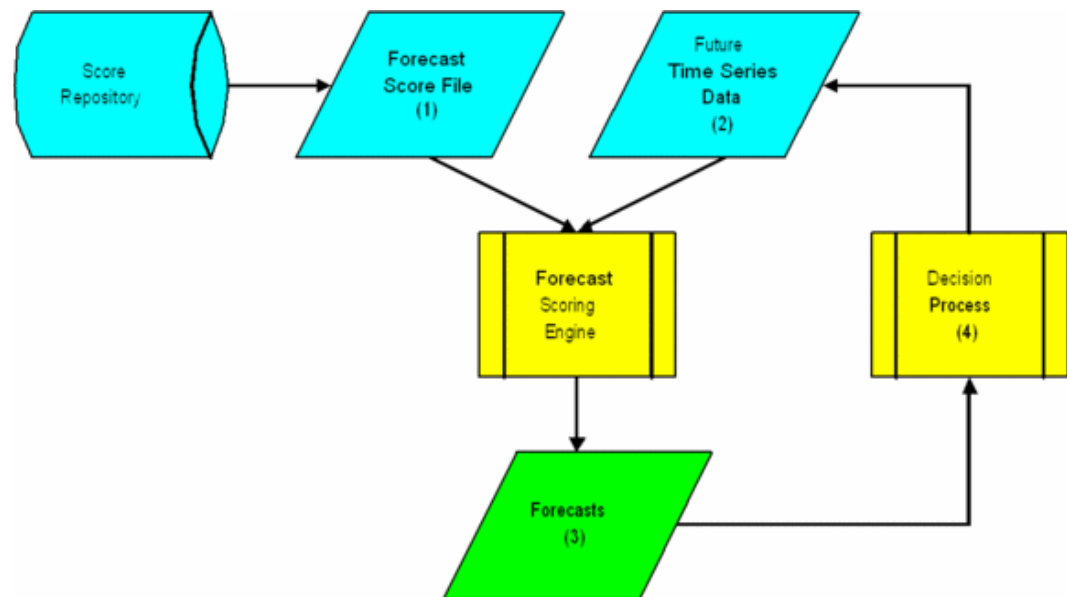 Score
Repository
Forecast
Score File
(1)
Future
Time Series
Data
(2)
Forecast
Scoring
Engine
Decision
Process
(4)
Forecasts
(3)